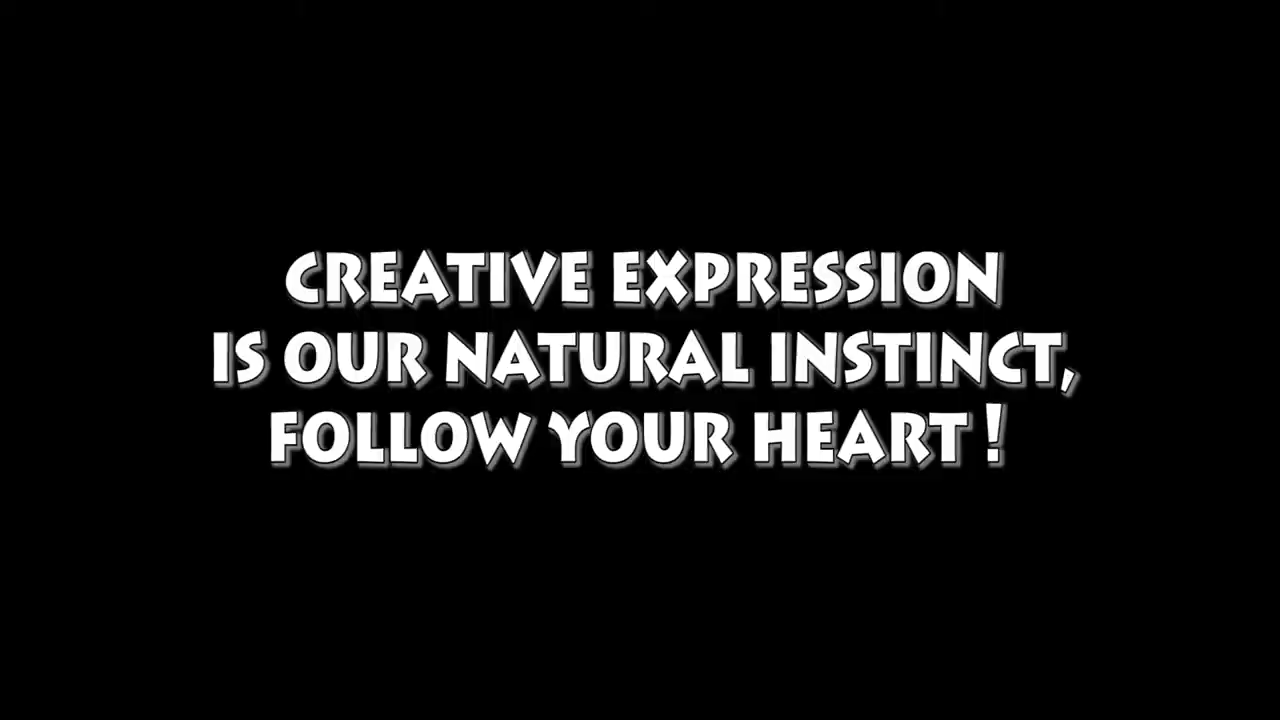 CREATIVE EXPRESSION
IS OUR NATURAL INSTINCT,
FOLLOW YOUR HEART !